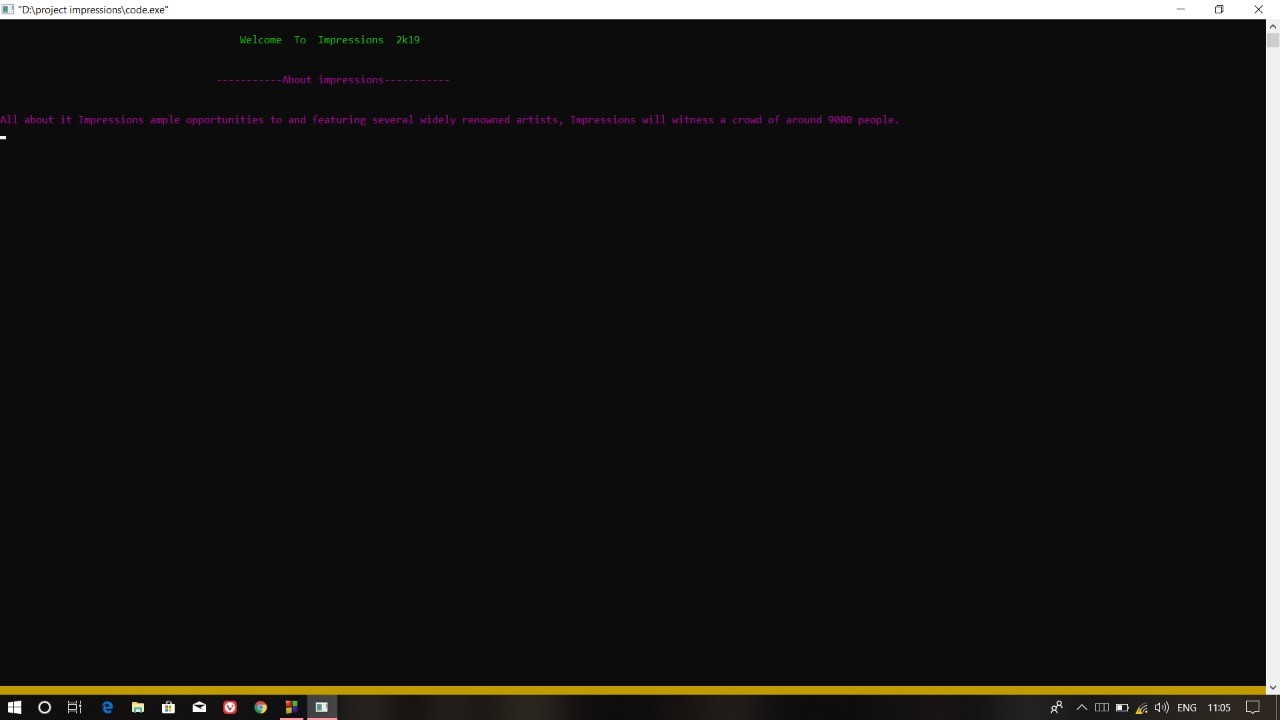 "D:\project impressions\code.exe"
Welcome To Impressions 2k19
-----------About impressions-----------
All about it Impressions ample opportunities to and featuring several widely renowned artists, Impressions will witness a crowd of around 9000 people.
ENG 11:05